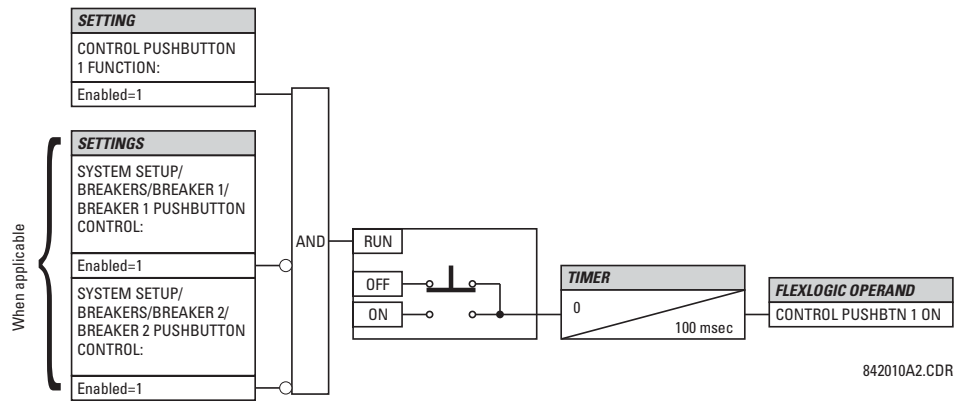 SETTING
CONTROL PUSHBUTTON
1 FUNCTION:
Enabled=1
When applicable
SETTINGS
SYSTEM SETUP/
BREAKERS/BREAKER 1/
BREAKER 1 PUSHBUTTON
CONTROL:
Enabled=1
SYSTEM SETUP/
BREAKERS/BREAKER 2/
BREAKER 2 PUSHBUTTON
CONTROL:
Enabled=1
AND
RUN
OFF
ON
TIMER
0
100 msec
FLEXLOGIC OPERAND
CONTROL PUSHBTN 1 ON
842010A2.CDR